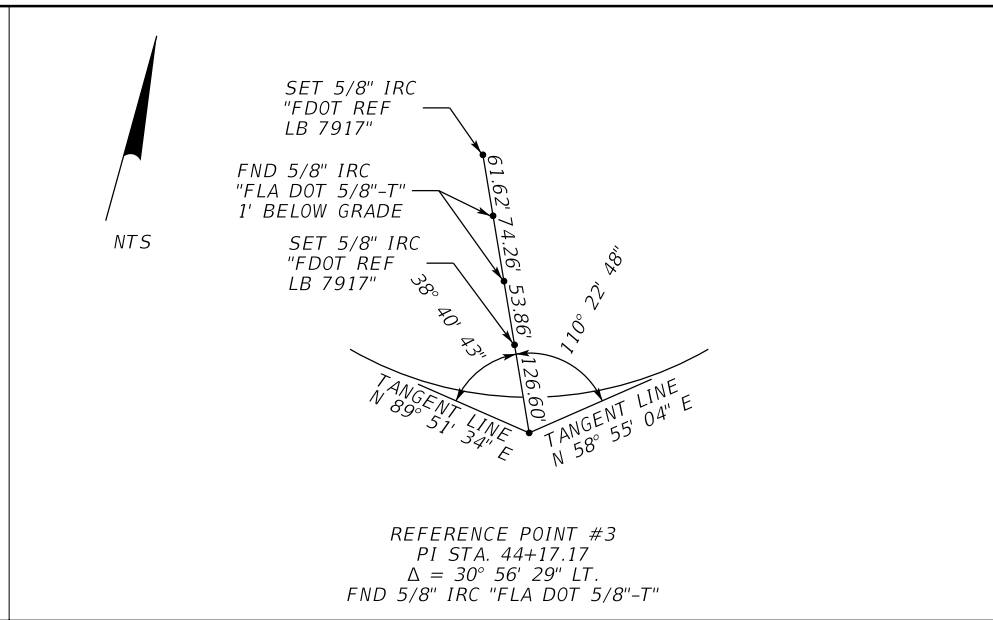 SET 5/8" IRC
"FDOT REF
LB 7917"
FND 5/8" IRC
"FLA DOT 5/8"-T"
1' BELOW GRADE
SET 5/8" IRC
"FDOT REF
LB 7917"
NTS
61.62'
74.26'
53.86'
126.60'
38° 40' 43"
110° 22' 48"
TANGENT LINE
N 89° 51' 34" E
TANGENT LINE
N 58° 55' 04" E
REFERENCE POINT #3
PI STA. 44+17.17
Δ = 30° 56' 29" LT.
FND 5/8" IRC "FLA DOT 5/8"-T"